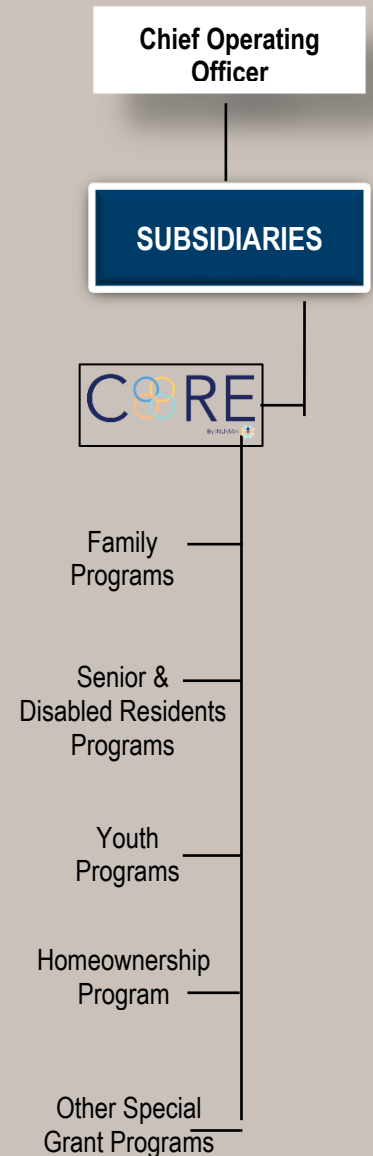 Chief Operating
Officer
SUBSIDIARIES
CORE
Family
Programs
Senior &
Disabled Residents
Programs
Youth
Programs
Homeownership
Program
Other Special
Grant Programs